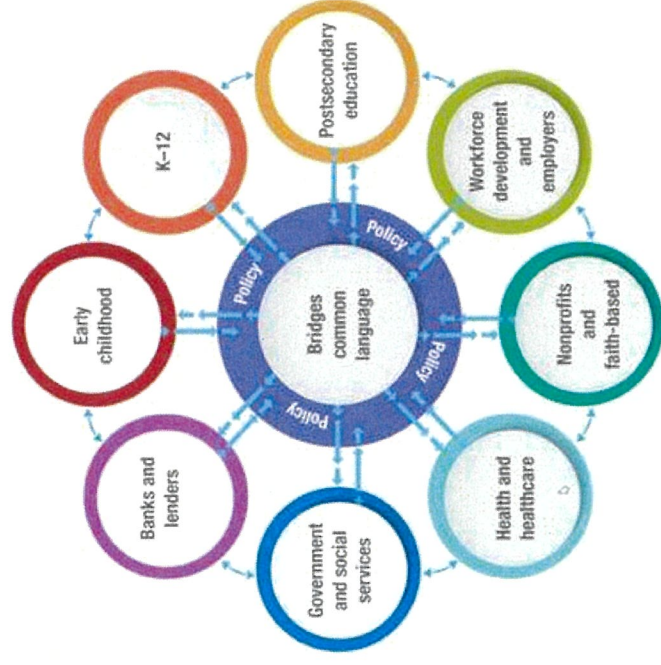 Early
childhood
K–12
Postsecondary
education
Workforce
development
and
employers
Nonprofits
and
faith-based
Health and
healthcare
Government
and social
services
Banks and
lenders
Policy
Policy
Policy
Policy
Bridges
common
language